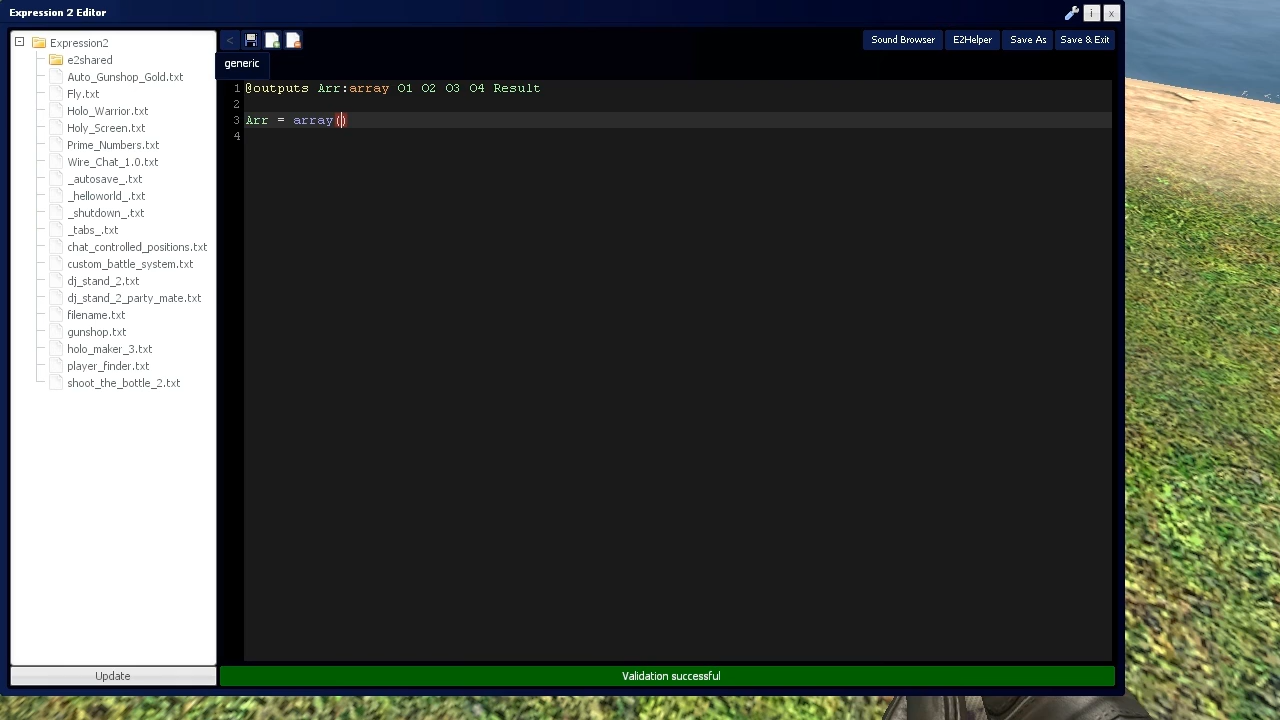 Expression 2 Editor
i
x
Expression2
e2shared
Auto_Gunshop_Gold.txt
Fly.txt
Holo_Warrior.txt
Holy_Screen.txt
Prime_Numbers.txt
Wire_Chat_1.0.txt
_autosave_.txt
_helloworld_.txt
_shutdown_.txt
_tabs_.txt
chat_controlled_positions.txt
custom_battle_system.txt
dj_stand_2.txt
dj_stand_2_party_mate.txt
filename.txt
gunshop.txt
holo_maker_3.txt
player_finder.txt
shoot_the_bottle_2.txt
Update
< Sound Browser E2Helper Save As Save & Exit
generic
1 @outputs Arr:array O1 O2 O3 O4 Result
2
3 Arr = array()
4
Validation successful